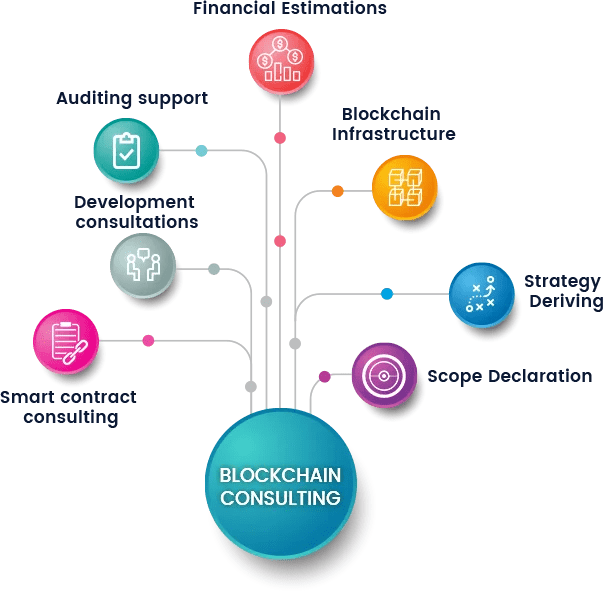 Financial Estimations
Auditing support
Blockchain
Infrastructure
Development
consultations
Strategy
Deriving
Smart contract
consulting
Scope Declaration
BLOCKCHAIN
CONSULTING